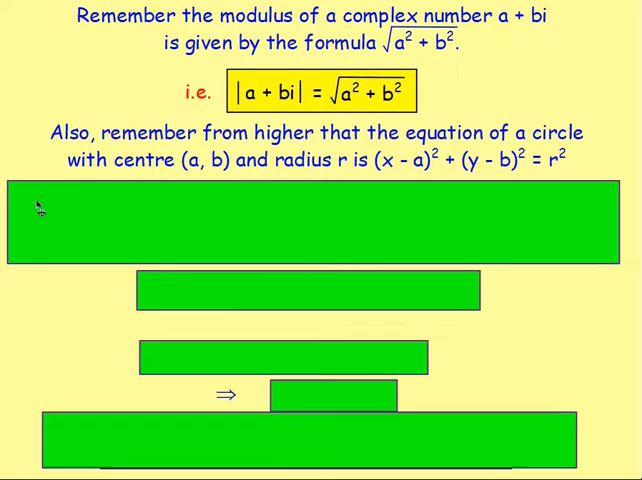 Remember the modulus of a complex number a + bi
is given by the formula √a² + b².
i.e. |a + bi| = √a² + b²
Also, remember from higher that the equation of a circle
with centre (a, b) and radius r is (x - a)² + (y - b)² = r²
⇒